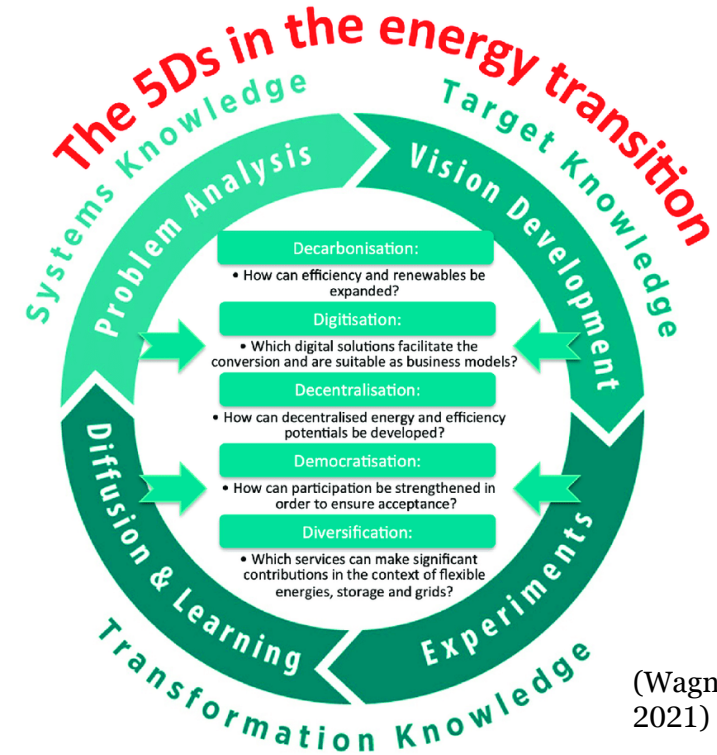 The 5Ds in the energy transition
Systems Knowledge
Target Knowledge
Problem Analysis
Vision Development
Decarbonisation:
• How can efficiency and renewables be
expanded?
Digitisation:
• Which digital solutions facilitate the
conversion and are suitable as business models?
Decentralisation:
• How can decentralised energy and efficiency
potentials be developed?
Democratisation:
• How can participation be strengthened in
order to ensure acceptance?
Diversification:
• Which services can make significant
contributions in the context of flexible
energies, storage and grids?
Diffusion & Learning
Experiments
Transformation Knowledge
(Wagn
2021)